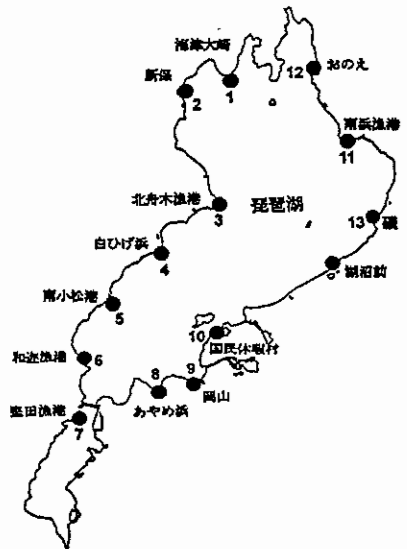 海津大崎
新保
1
2
12
おのえ
南浜漁港
11
北舟木漁港
3
琵琶湖
13
磯
白ひげ浜
4
湖沼前
南小松港
5
10
国民休暇村
和迩漁港
6
8
9
あやめ浜
岡山
堅田漁港
7